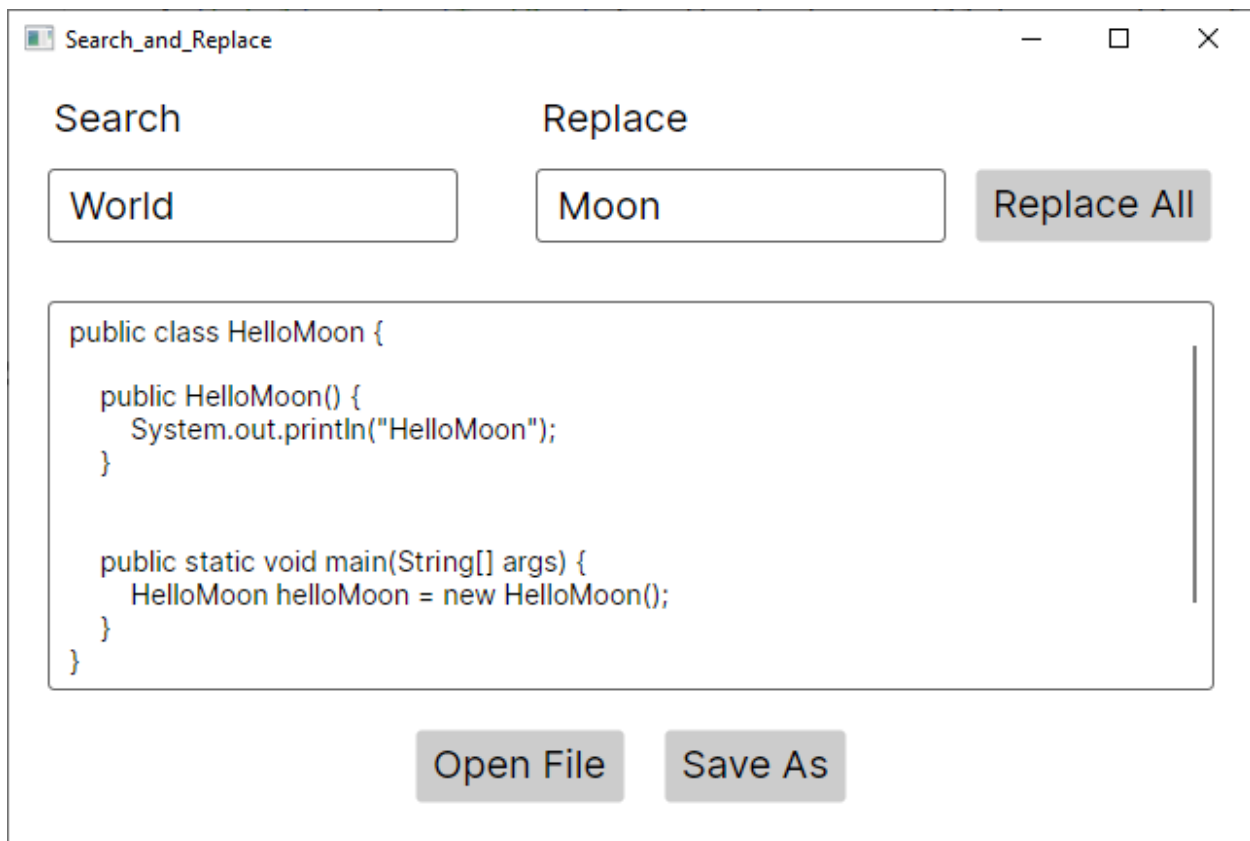 Search_and_Replace
Search Replace
World Moon Replace All
public class HelloMoon {
public HelloMoon() {
System.out.println("HelloMoon");
}
public static void main(String[] args) {
HelloMoon helloMoon = new HelloMoon();
}
}
Open File Save As